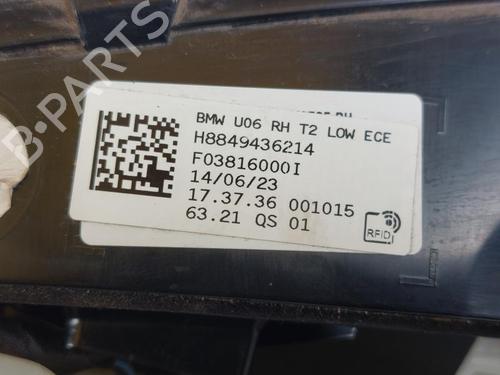 B-PARTS
BMW U06 RH T2 LOW ECE
H8849436214
F03816000I
14/06/23
17.37.36 001015
63.21 QS 01
RFID